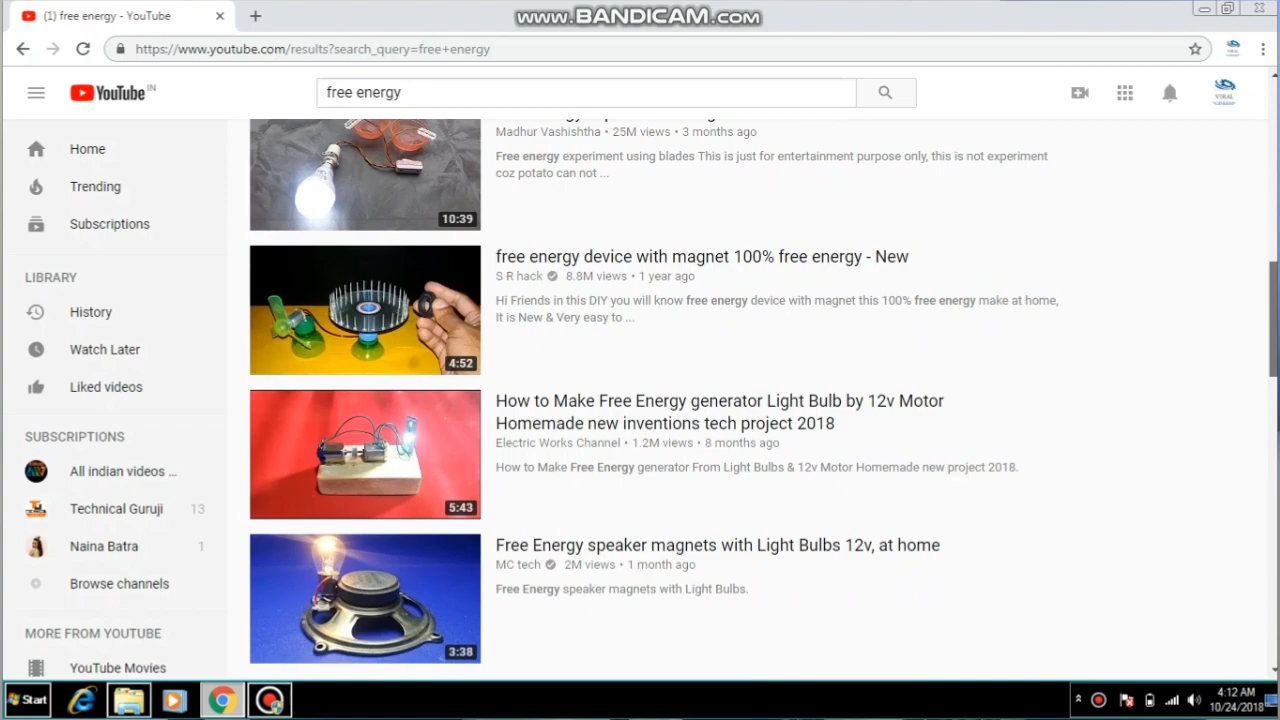 www.BANDICAM.com
(1) free energy - YouTube
https://www.youtube.com/results?search_query=free+energy
YouTube IN
free energy
VIRAL
Home
Trending
Subscriptions
LIBRARY
History
Watch Later
Liked videos
SUBSCRIPTIONS
All indian videos ...
Technical Guruji 13
Naina Batra 1
Browse channels
MORE FROM YOUTUBE
YouTube Movies
Madhur Vashishtha • 25M views • 3 months ago
Free energy experiment using blades This is just for entertainment purpose only, this is not experiment
coz potato can not ...
10:39
free energy device with magnet 100% free energy - New
S R hack 8.8M views • 1 year ago
Hi Friends in this DIY you will know free energy device with magnet this 100% free energy make at home,
It is New & Very easy to ...
4:52
How to Make Free Energy generator Light Bulb by 12v Motor
Homemade new inventions tech project 2018
Electric Works Channel • 1.2M views • 8 months ago
How to Make Free Energy generator From Light Bulbs & 12v Motor Homemade new project 2018.
5:43
Free Energy speaker magnets with Light Bulbs 12v, at home
MC tech 2M views • 1 month ago
Free Energy speaker magnets with Light Bulbs.
3:38
Start
4:12 AM
10/24/2018